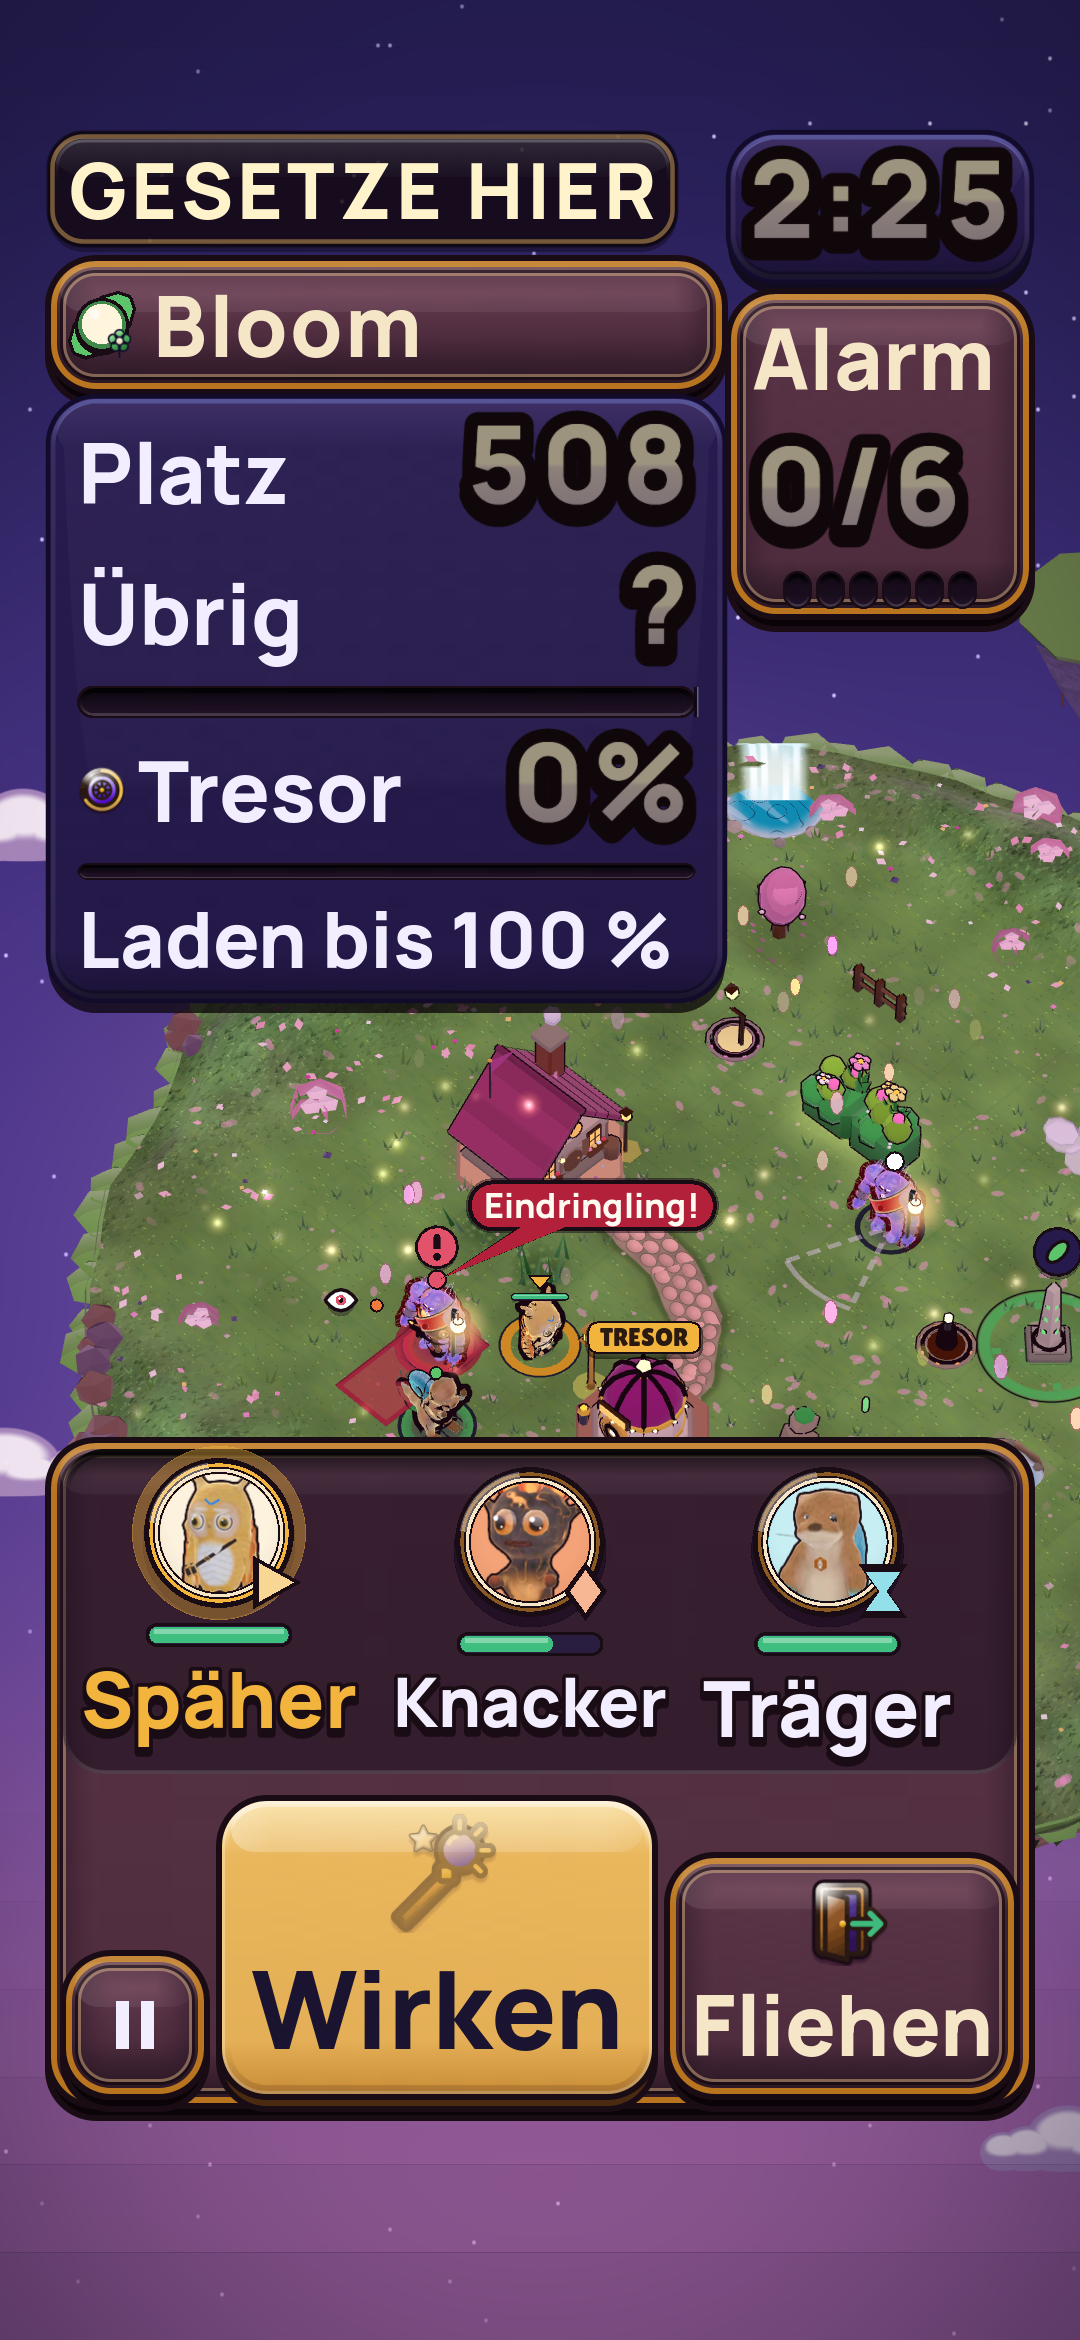 GESETZE HIER
2:25
Bloom
Alarm
0/6
Platz 508
Übrig ?
Tresor 0%
Laden bis 100 %
Eindringling!
!
TRESOR
Späher
Knacker
Träger
Wirken
Fliehen